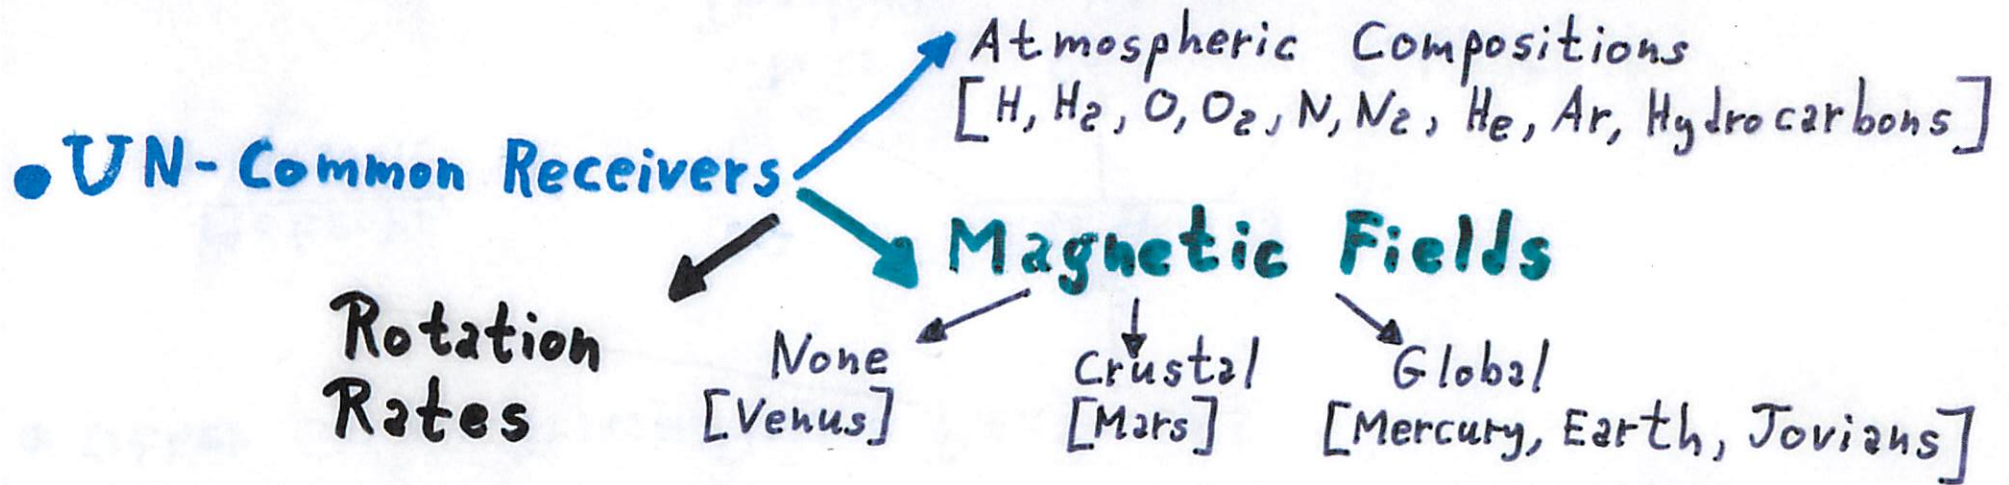 Atmospheric Compositions
[H, H2, O, O2, N, N2, He, Ar, Hydrocarbons]
• UN-Common Receivers
Magnetic Fields
Rotation
Rates
None
[Venus]
Crustal
[Mars]
Global
[Mercury, Earth, Jovians]